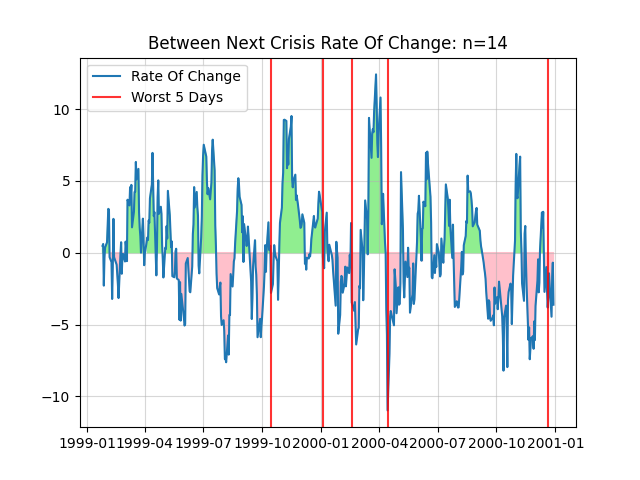 Between Next Crisis Rate Of Change: n=14
Rate Of Change
Worst 5 Days
10
5
0
−5
−10
1999-01 1999-04 1999-07 1999-10 2000-01 2000-04 2000-07 2000-10 2001-01